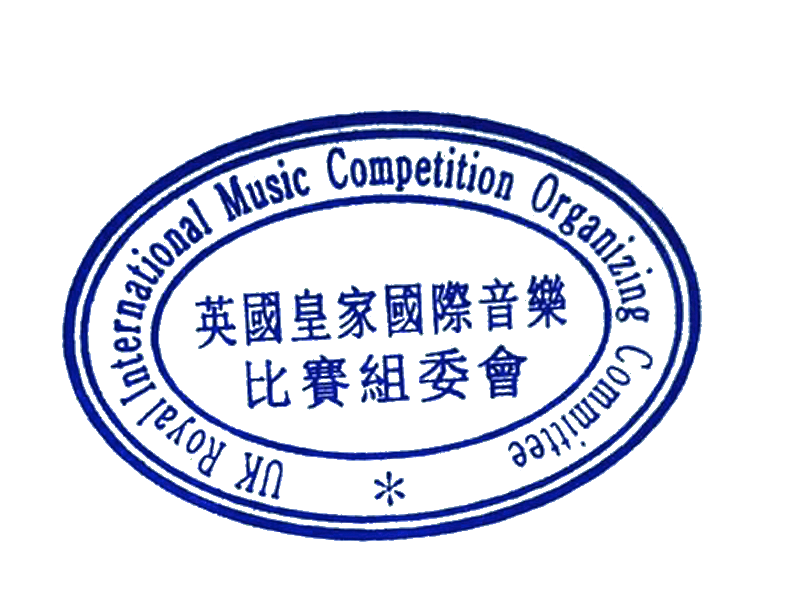 UK Royal International Music Competition Organizing Committee
英國皇家國際音樂
比賽組委會
*